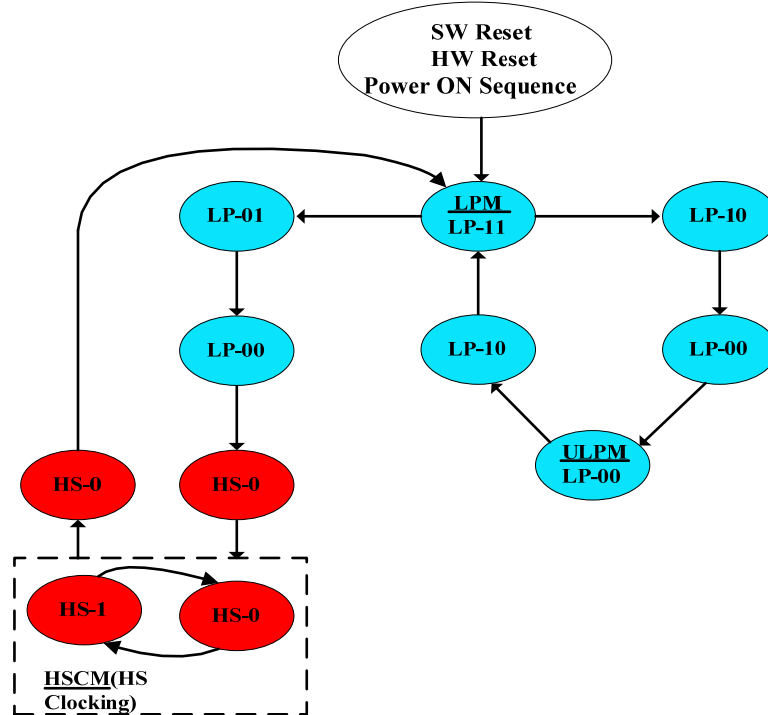 SW Reset
HW Reset
Power ON Sequence
LP-01
LPM
LP-11
LP-10
LP-00
LP-10
LP-00
ULPM
LP-00
HS-0
HS-0
HS-1
HS-0
HSCM(HS
Clocking)